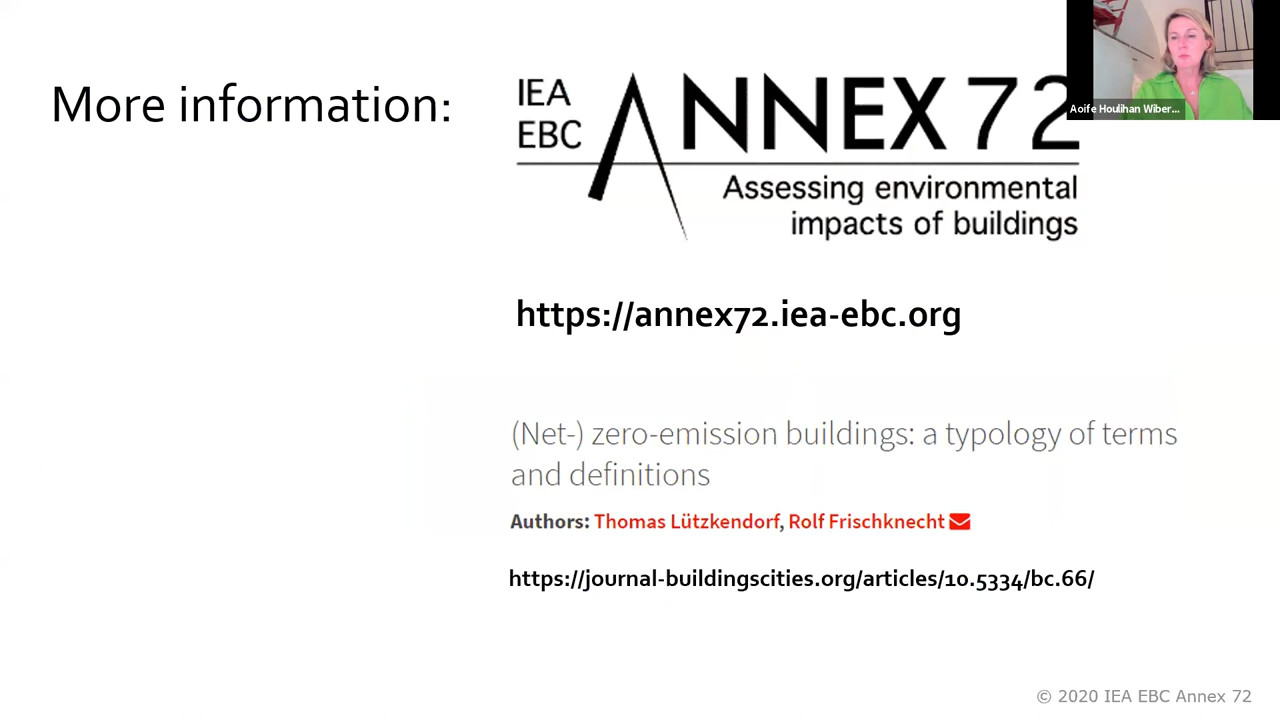 More information:
IEA
EBC
ANNEX 72
Assessing environmental
impacts of buildings
Aoife Houlihan Wiber...
https://annex72.iea-ebc.org
(Net-) zero-emission buildings: a typology of terms
and definitions
Authors: Thomas Lützkendorf, Rolf Frischknecht
https://journal-buildingscities.org/articles/10.5334/bc.66/
© 2020 IEA EBC Annex 72